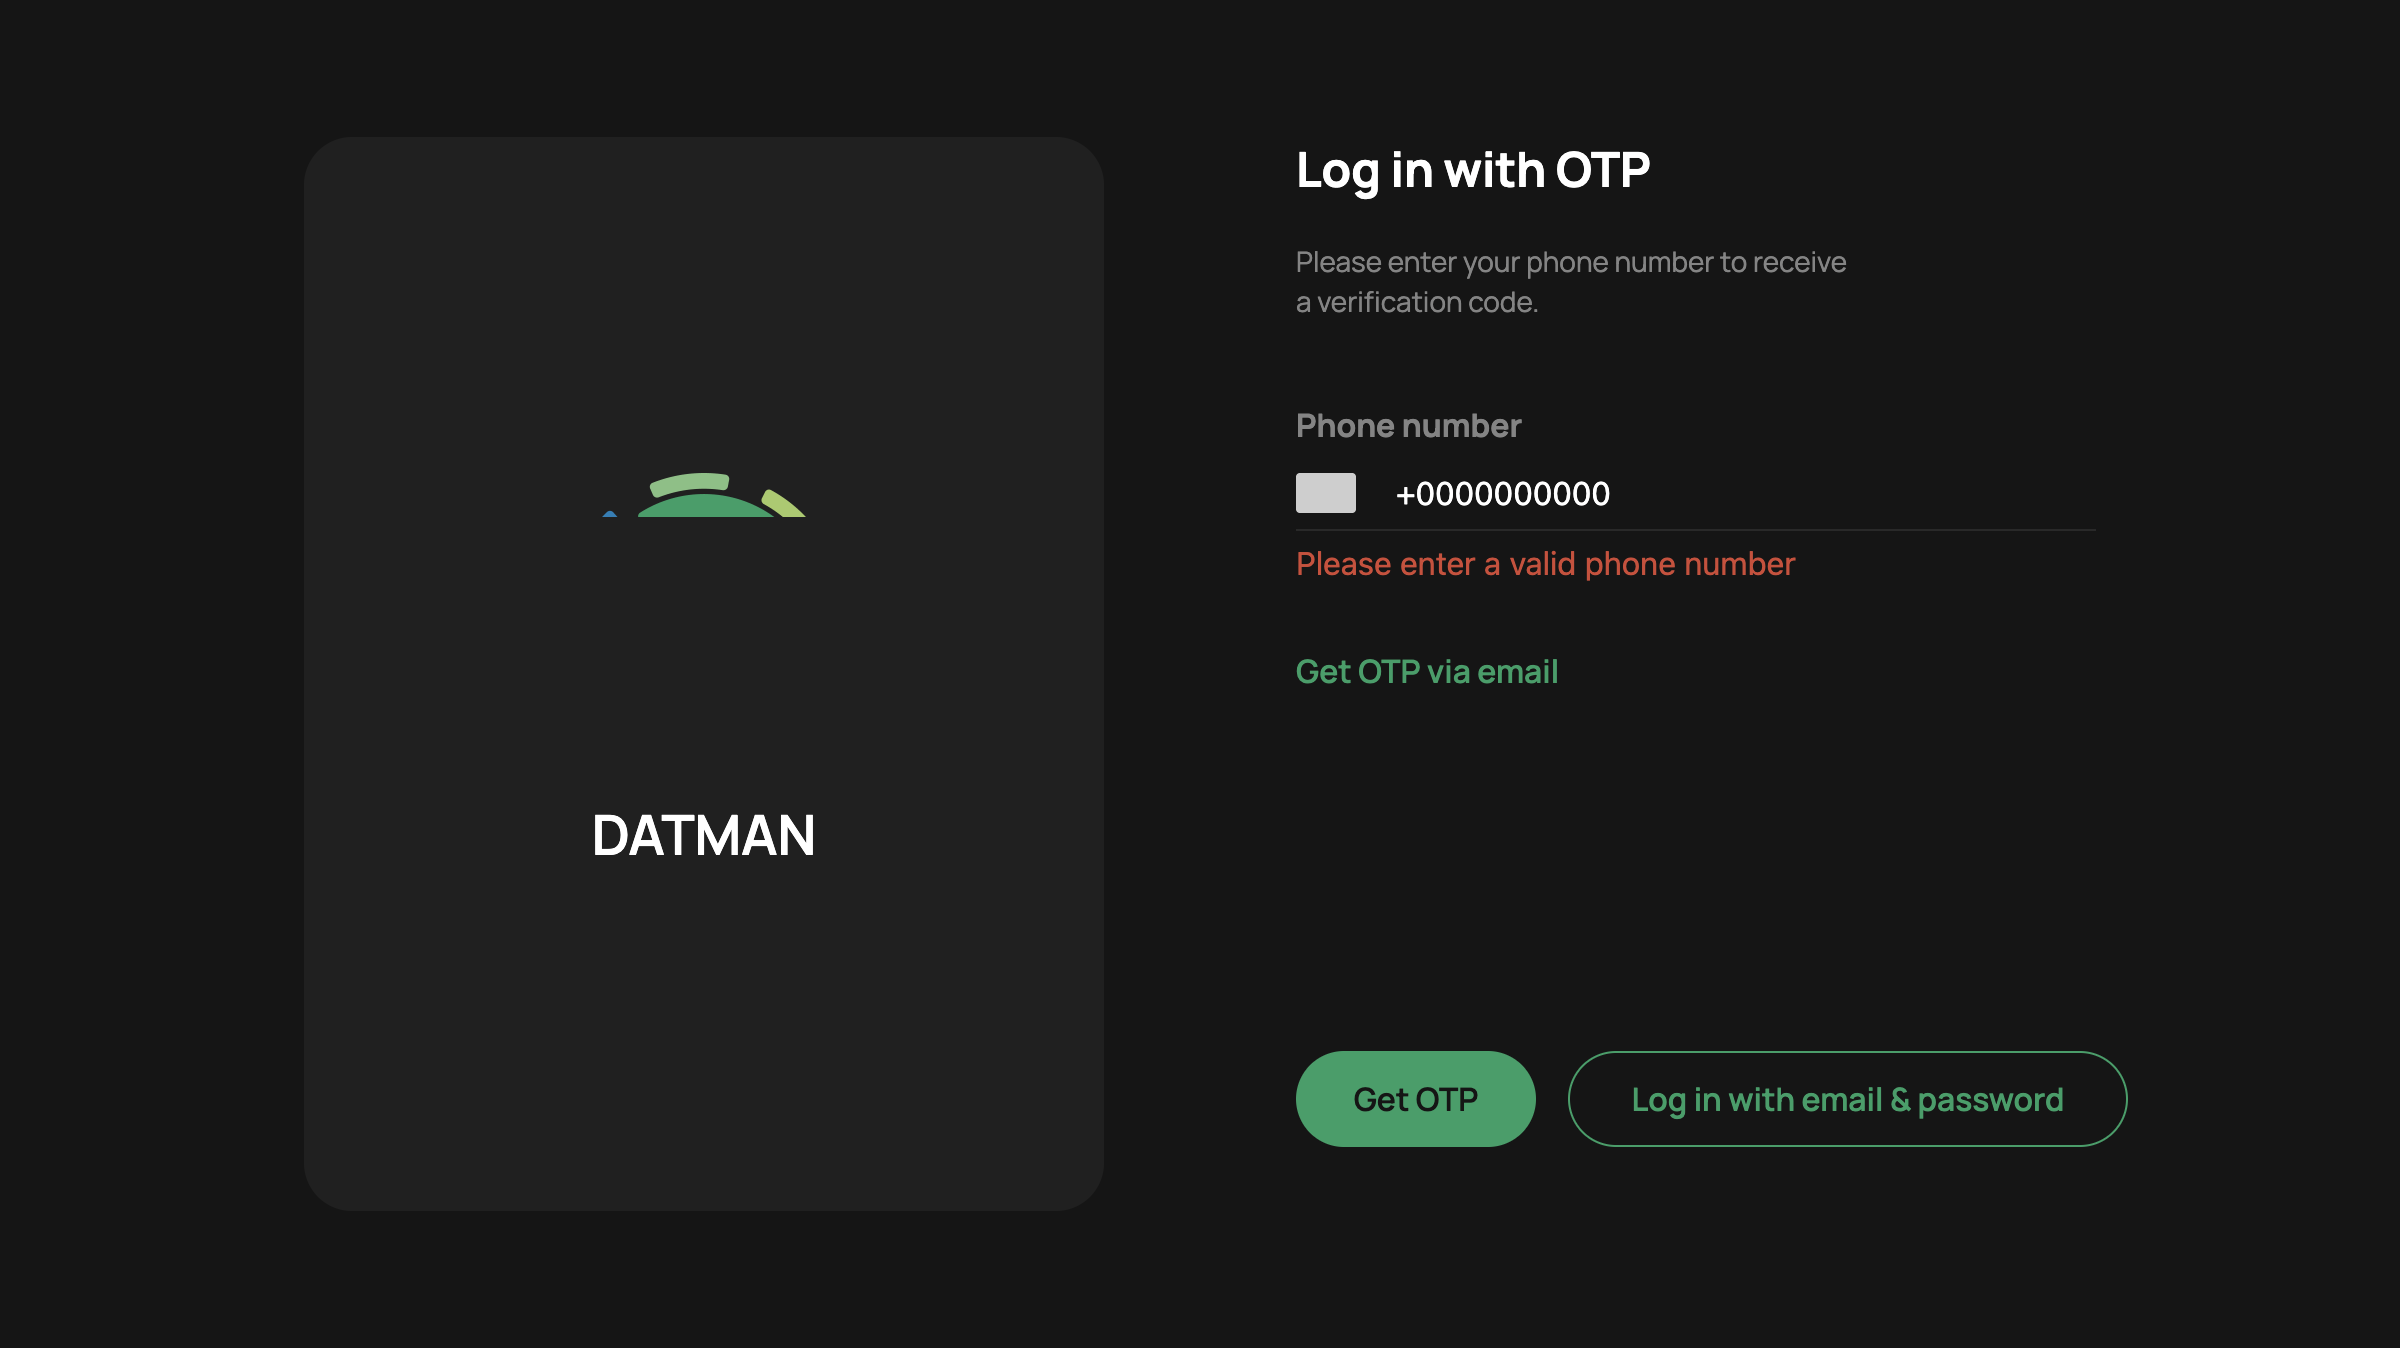 Log in with OTP
Please enter your phone number to receive
a verification code.
Phone number
+0000000000
Please enter a valid phone number
Get OTP via email
DATMAN
Get OTP
Log in with email & password